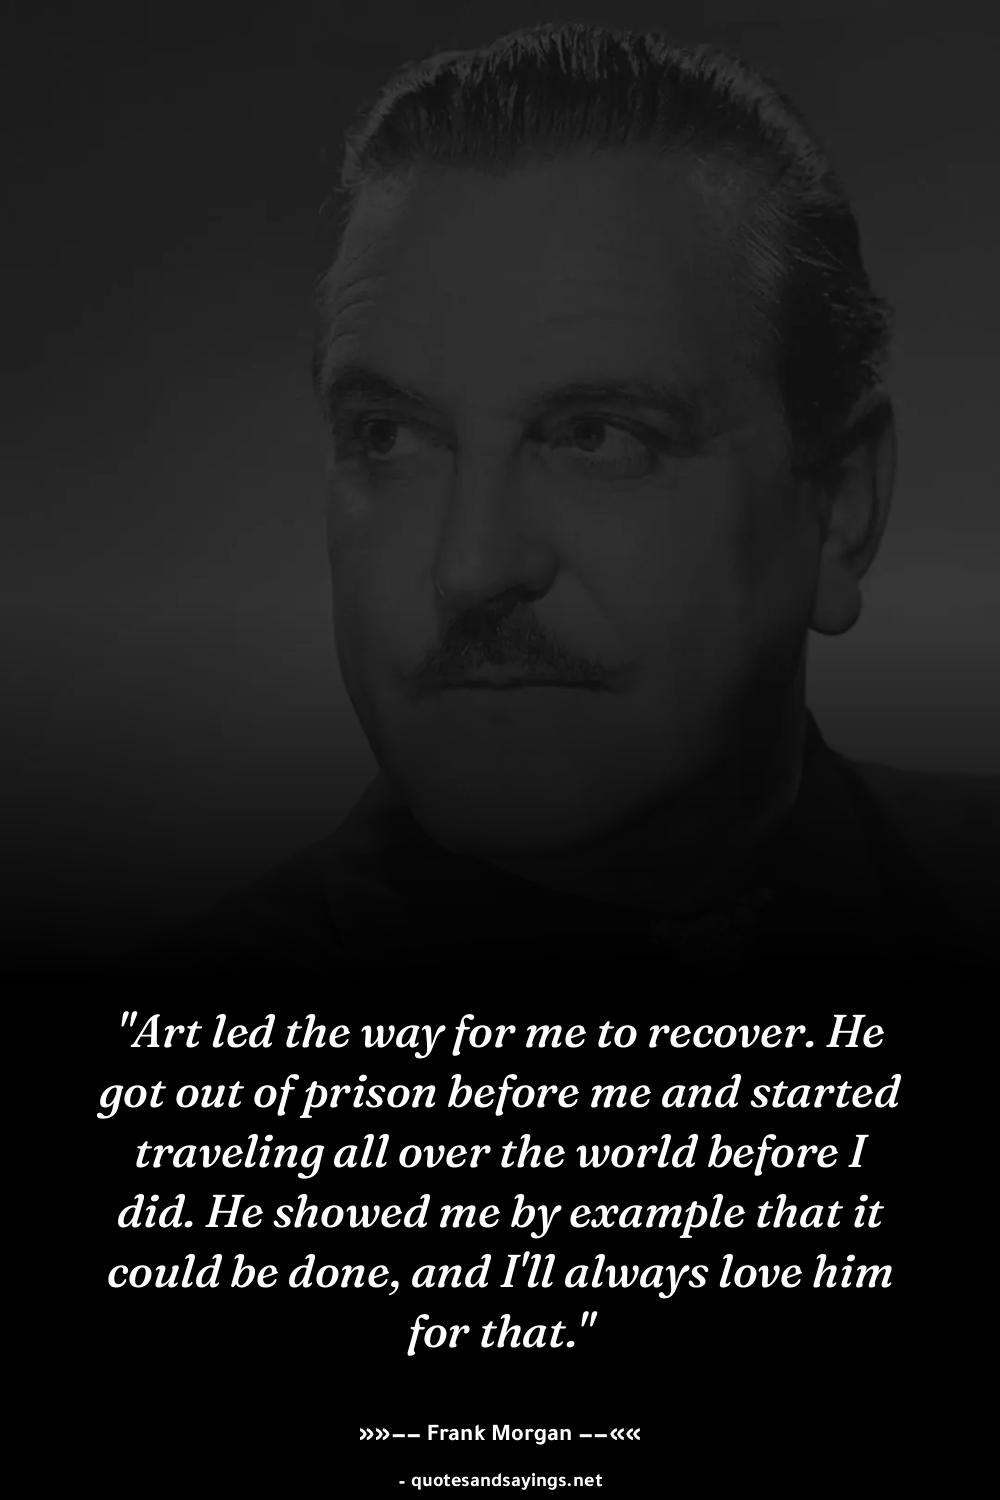 "Art led the way for me to recover. He
got out of prison before me and started
traveling all over the world before I
did. He showed me by example that it
could be done, and I'll always love him
for that."
»»–– Frank Morgan ––««
- quotesandsayings.net